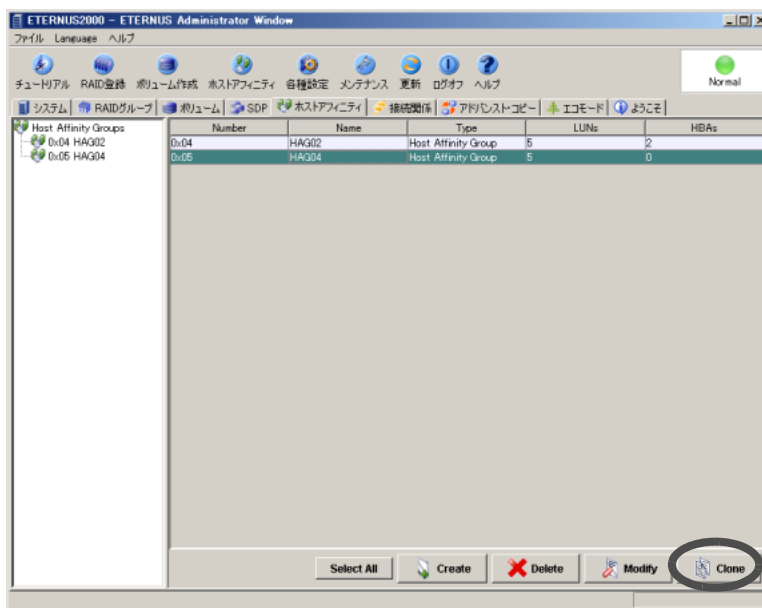 ETERNUS2000 - ETERNUS Administrator Window
ファイル Language ヘルプ
チュートリアル RAID登録 ボリューム作成 ホストアフィニティ 各種設定 メンテナンス 更新 ログオフ ヘルプ Normal
システム RAIDグループ ボリューム SDP ホストアフィニティ 接続関係 アドバンスト・コピー エコモード ようこそ
Host Affinity Groups
0x04 HAG02
0x05 HAG04
Number Name Type LUNs HBAs
0x04 HAG02 Host Affinity Group 5 2
0x05 HAG04 Host Affinity Group 5 0
Select All Create Delete Modify Clone